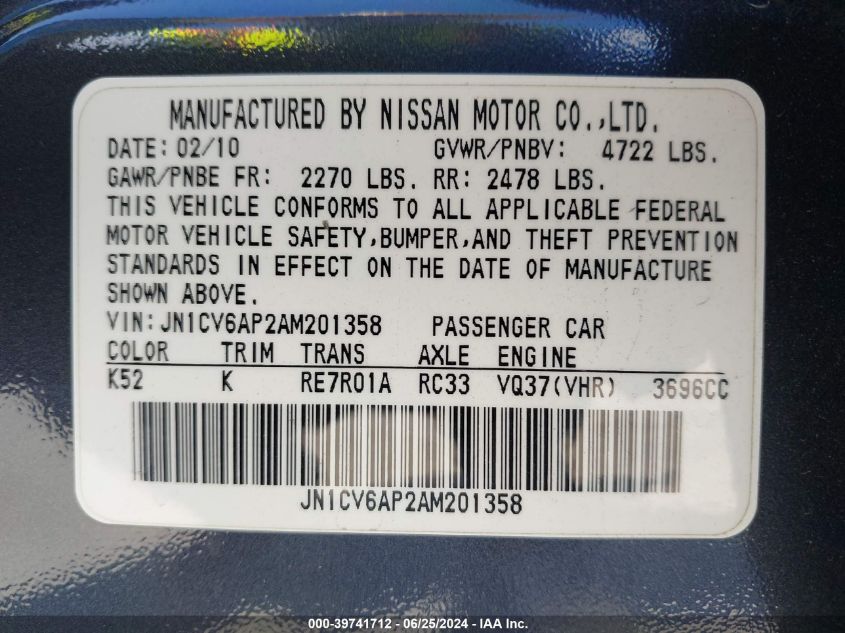 MANUFACTURED BY NISSAN MOTOR CO.,LTD.
DATE: 02/10 GVWR/PNBV: 4722 LBS.
GAWR/PNBE FR: 2270 LBS. RR: 2478 LBS.
THIS VEHICLE CONFORMS TO ALL APPLICABLE FEDERAL
MOTOR VEHICLE SAFETY,BUMPER,AND THEFT PREVENTION
STANDARDS IN EFFECT ON THE DATE OF MANUFACTURE
SHOWN ABOVE.
VIN:JN1CV6AP2AM201358 PASSENGER CAR
COLOR TRIM TRANS AXLE ENGINE
K52 K RE7R01A RC33 VQ37(VHR) 3696CC
JN1CV6AP2AM201358
000-39741712 - 06/25/2024 - IAA Inc.